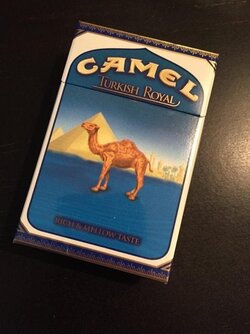 CAMEL
TURKISH ROYAL
RICH & MELLOW TASTE